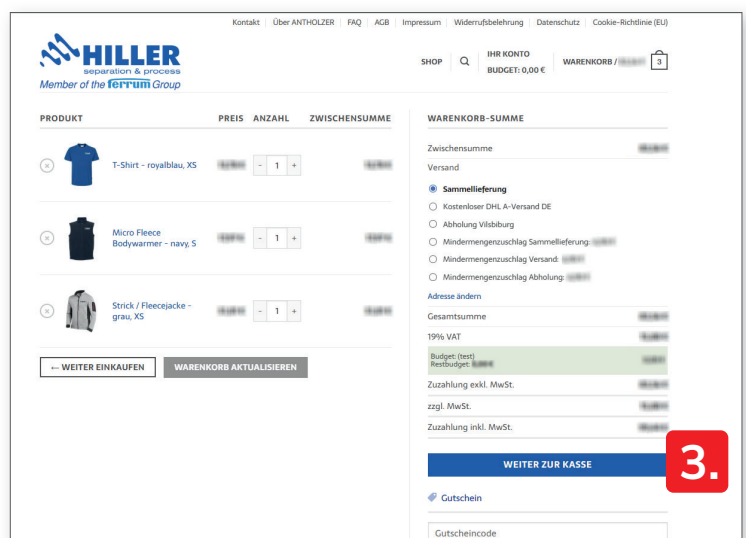 Kontakt Über ANTHOLZER FAQ AGB Impressum Widerrufsbelehrung Datenschutz Cookie-Richtlinie (EU)
HILLER
separation & process
Member of the ferrum Group
SHOP
IHR KONTO
BUDGET: 0,00 €
WARENKORB /
3
PRODUKT PREIS ANZAHL ZWISCHENSUMME
T-Shirt - royalblau, XS
- 1 +
Micro Fleece
Bodywarmer - navy, S
- 1 +
Strick / Fleecejacke -
grau, XS
- 1 +
← WEITER EINKAUFEN WARENKORB AKTUALISIEREN
WARENKORB-SUMME
Zwischensumme
Versand
Sammellieferung
Kostenloser DHL A-Versand DE
Abholung Vilsbiburg
Mindermengenzuschlag Sammellieferung:
Mindermengenzuschlag Versand:
Mindermengenzuschlag Abholung:
Adresse ändern
Gesamtsumme
19% VAT
Budget: (test)
Restbudget:
Zuzahlung exkl. MwSt.
zzgl. MwSt.
Zuzahlung inkl. MwSt.
WEITER ZUR KASSE
3.
Gutschein
Gutscheincode